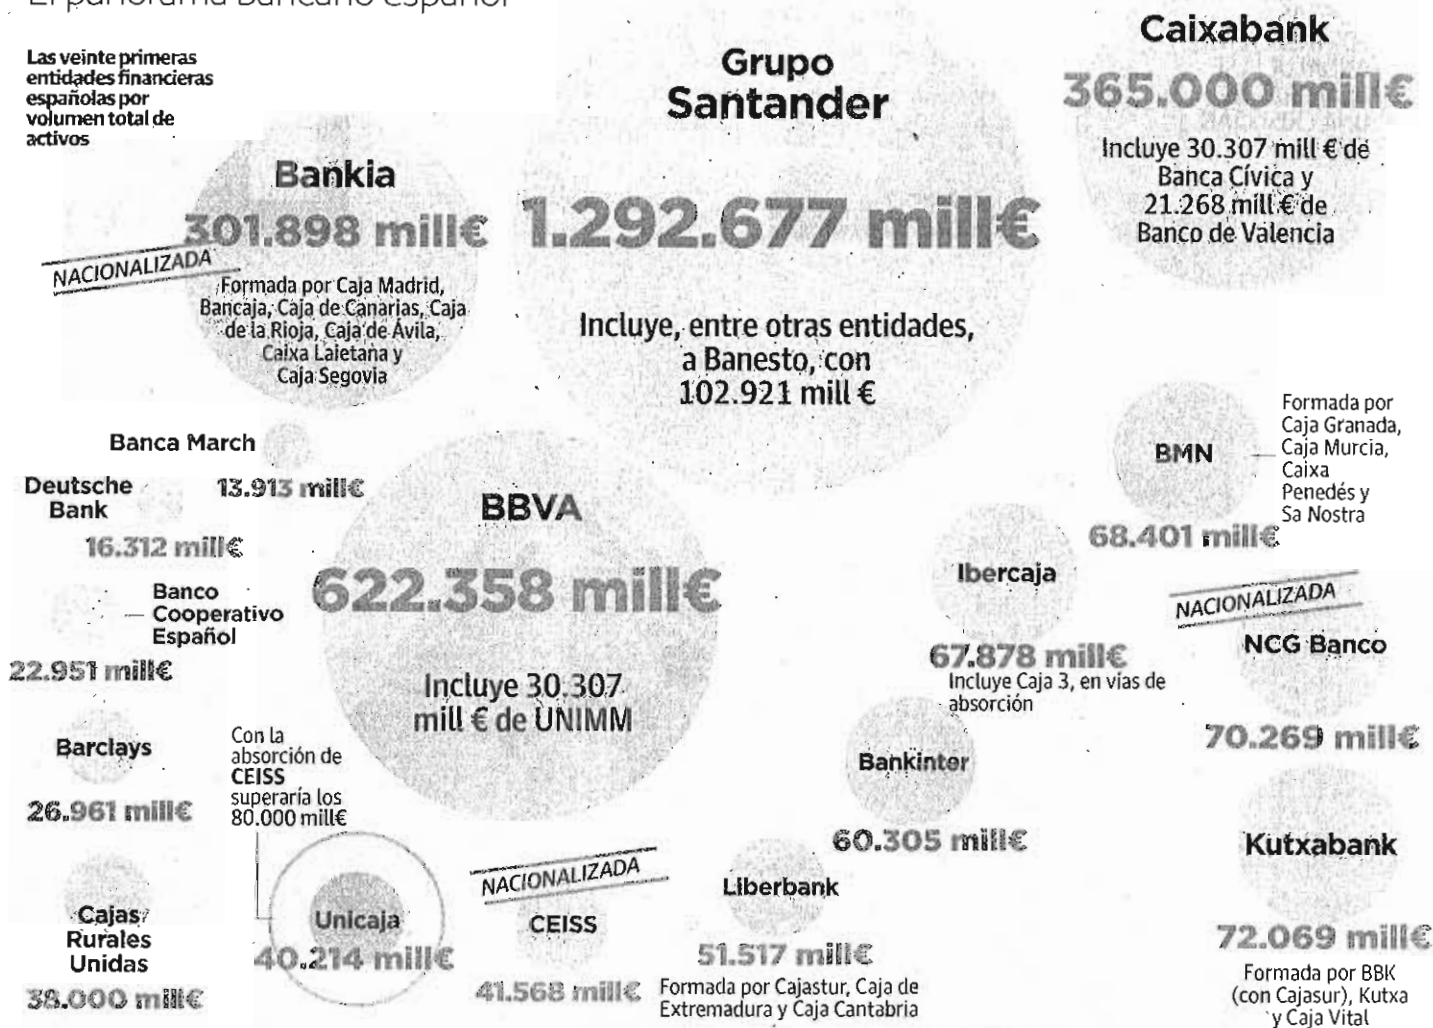 El panorama bancario español
Las veinte primeras
entidades financieras
españolas por
volumen total de
activos
Grupo
Santander
1.292.677 mill€
Incluye, entre otras entidades,
a Banesto, con
102.921 mill €
Caixabank
365.000 mill€
Incluye 30.307 mill € de
Banca Cívica y
21.268 mill € de
Banco de Valencia
Bankia
301.898 mill€
NACIONALIZADA
Formada por Caja Madrid,
Bancaja, Caja de Canarias, Caja
de la Rioja, Caja de Ávila,
Caixa Laietana y
Caja Segovia
Banca March
13.913 mill€
Deutsche
Bank
16.312 mill€
Banco
Cooperativo
Español
22.951 mill€
Barclays
26.961 mill€
Cajas
Rurales
Unidas
38.000 mill€
BBVA
622.358 mill€
Incluye 30.307
mill € de UNIMM
Con la
absorción de
CEISS
superaría los
80.000 mill€
Unicaja
40.214 mill€
NACIONALIZADA
CEISS
41.568 mill€
Liberbank
51.517 mill€
Formada por Cajastur, Caja de
Extremadura y Caja Cantabria
Bankinter
60.305 mill€
Ibercaja
67.878 mill€
Incluye Caja 3, en vías de
absorción
BMN
68.401 mill€
Formada por
Caja Granada,
Caja Murcia,
Caixa
Penedés y
Sa Nostra
NACIONALIZADA
NCG Banco
70.269 mill€
Kutxabank
72.069 mill€
Formada por BBK
(con Cajasur), Kutxa
y Caja Vital